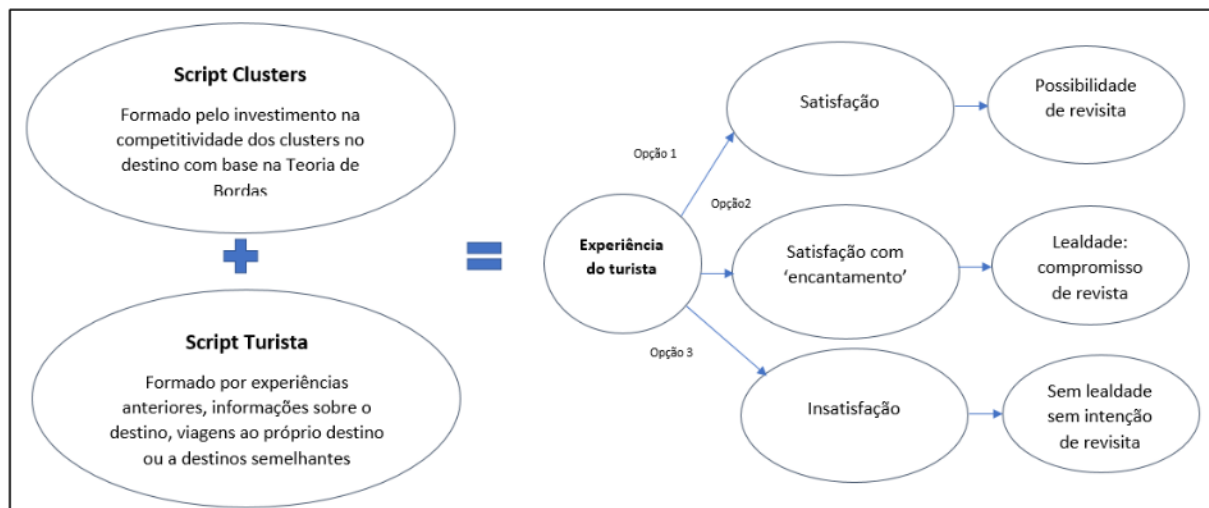 Script Clusters
Formado pelo investimento na
competitividade dos clusters no
destino com base na Teoria de
Bordas
Script Turista
Formado por experiências
anteriores, informações sobre o
destino, viagens ao próprio destino
ou a destinos semelhantes
Experiência
do turista
Opção 1
Satisfação
Possibilidade
de revisita
Opção2
Satisfação com
‘encantamento’
Lealdade:
compromisso
de revista
Opção 3
Insatisfação
Sem lealdade
sem intenção
de revisita